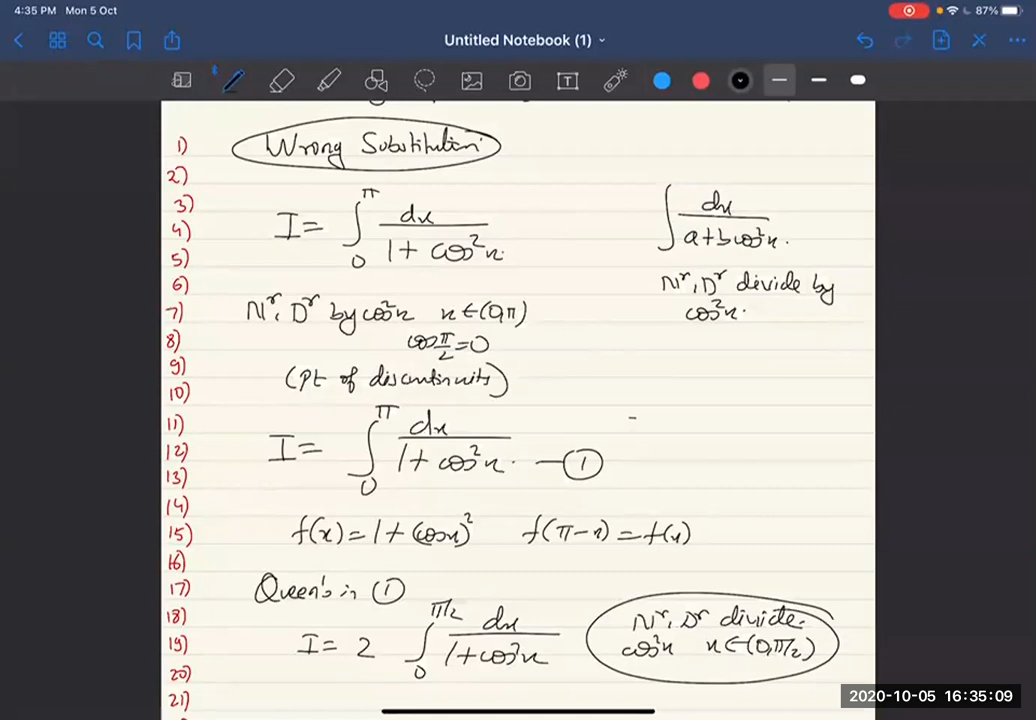 4:35 PM Mon 5 Oct
87%
Untitled Notebook (1)
1) Wrong Substitution
2)
3) I = ∫₀^π dx / (1 + cos²x)
4)
5)
∫ dx / (a + b cos²x)
6) Nʳ, Dʳ divide by
cos²x.
7) Nʳ, Dʳ by cos²x x ∈ (0, π)
8) cos π/2 = 0
9)
10) (Pt of discontinuity)
11)
12) I = ∫₀^π dx / (1 + cos²x) — ①
13)
14)
15) f(x) = 1 + (cosx)² f(π - x) = f(x)
16)
17) Queen's in ①
18)
19) I = 2 ∫₀^(π/2) dx / (1 + cos²x)
Nʳ, Dʳ divide
cos²x x ∈ (0, π/2)
20)
21)
2020-10-05 16:35:09